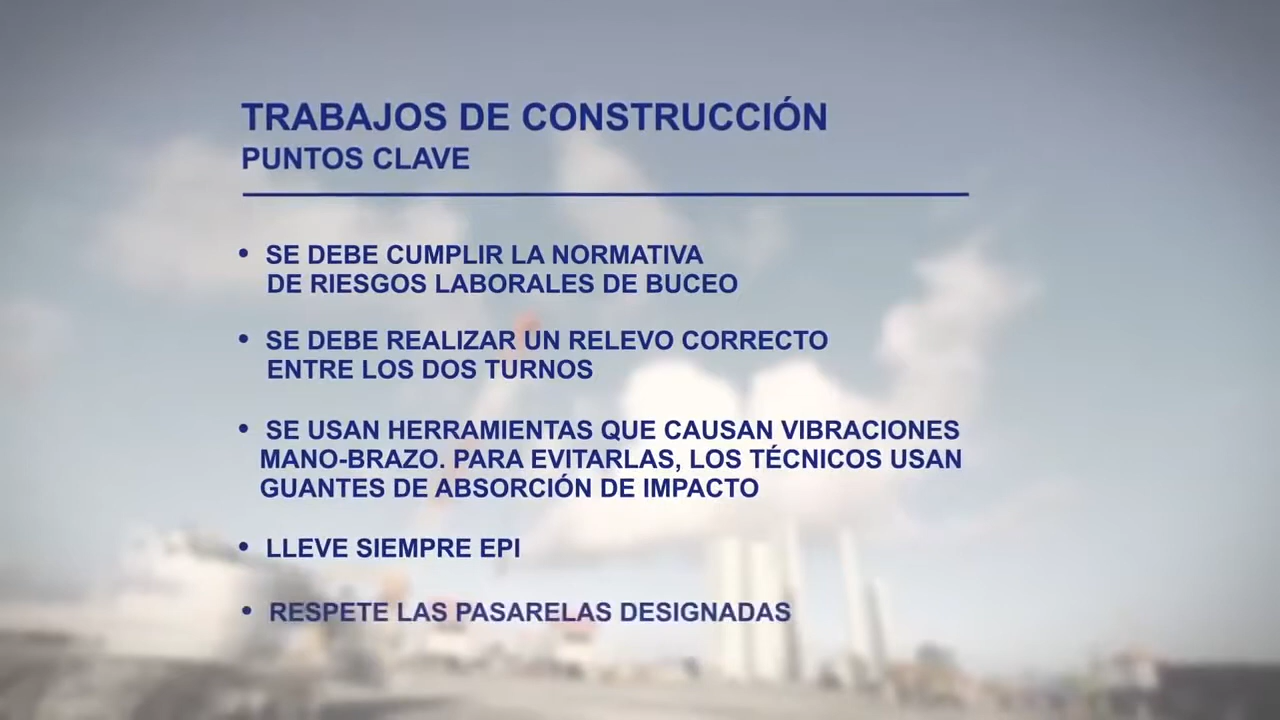 TRABAJOS DE CONSTRUCCIÓN
PUNTOS CLAVE
• SE DEBE CUMPLIR LA NORMATIVA
DE RIESGOS LABORALES DE BUCEO
• SE DEBE REALIZAR UN RELEVO CORRECTO
ENTRE LOS DOS TURNOS
• SE USAN HERRAMIENTAS QUE CAUSAN VIBRACIONES
MANO-BRAZO. PARA EVITARLAS, LOS TÉCNICOS USAN
GUANTES DE ABSORCIÓN DE IMPACTO
• LLEVE SIEMPRE EPI
• RESPETE LAS PASARELAS DESIGNADAS